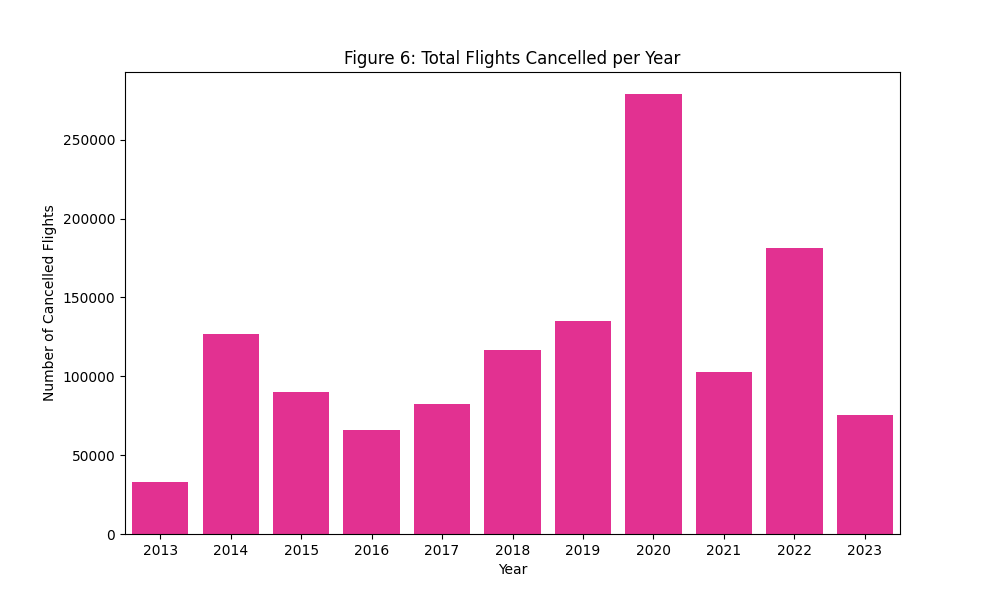 Figure 6: Total Flights Cancelled per Year
Number of Cancelled Flights
250000
200000
150000
100000
50000
0
2013 2014 2015 2016 2017 2018 2019 2020 2021 2022 2023
Year